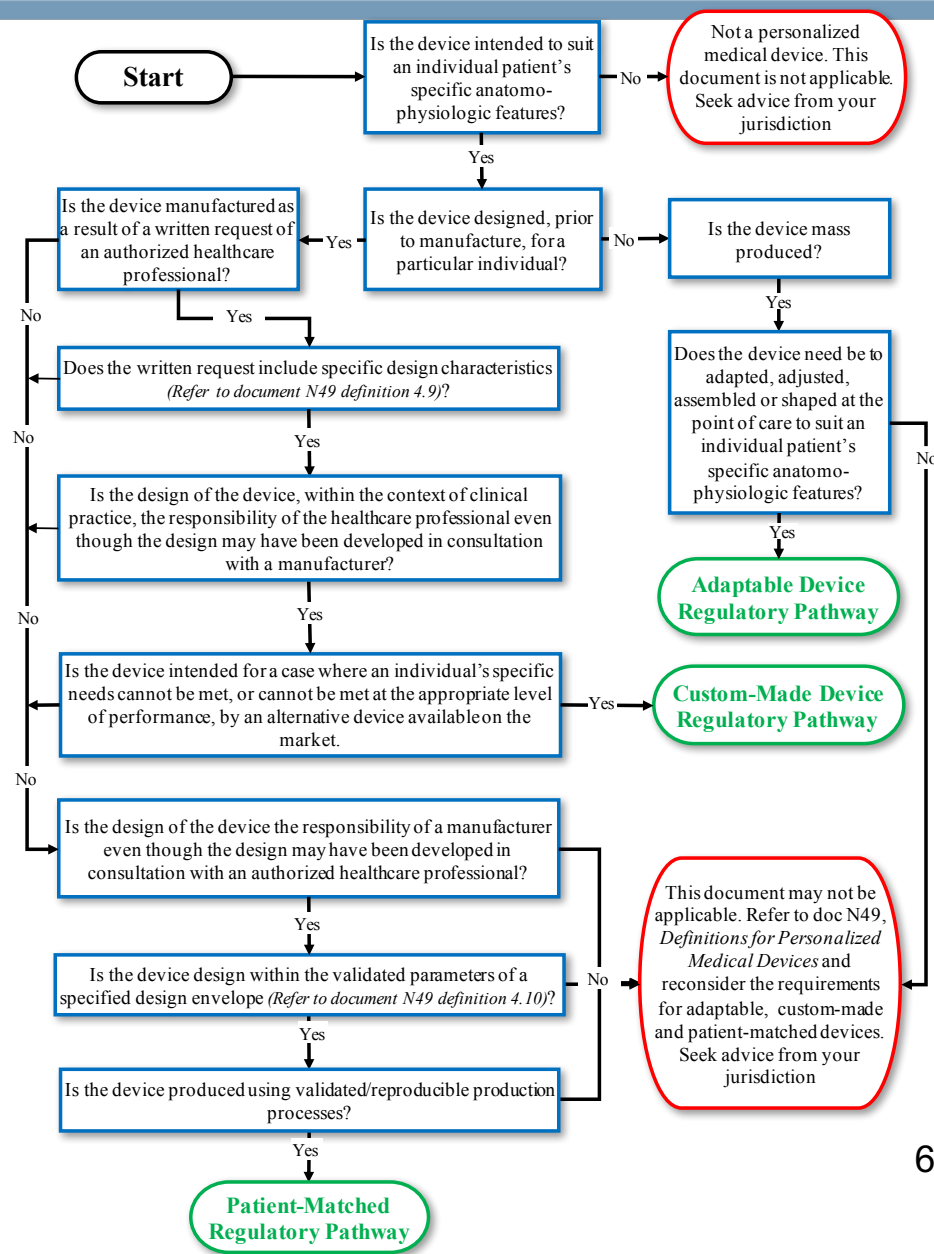 Start
Is the device intended to suit
an individual patient's
specific anatomo-
physiologic features?
No
Not a personalized
medical device. This
document is not applicable.
Seek advice from your
jurisdiction
Yes
Is the device manufactured as
a result of a written request of
an authorized healthcare
professional?
Yes
Is the device designed, prior
to manufacture, for a
particular individual?
No
Is the device mass
produced?
No
Yes
Yes
Does the written request include specific design characteristics
(Refer to document N49 definition 4.9)?
No
Yes
Does the device need be to
adapted, adjusted,
assembled or shaped at the
point of care to suit an
individual patient's
specific anatomo-
physiologic features?
No
Is the design of the device, within the context of clinical
practice, the responsibility of the healthcare professional even
though the design may have been developed in consultation
with a manufacturer?
Yes
Adaptable Device
Regulatory Pathway
No
Yes
Is the device intended for a case where an individual's specific
needs cannot be met, or cannot be met at the appropriate level
of performance, by an alternative device available on the
market.
Yes
Custom-Made Device
Regulatory Pathway
No
Is the design of the device the responsibility of a manufacturer
even though the design may have been developed in
consultation with an authorized healthcare professional?
Yes
Is the device design within the validated parameters of a
specified design envelope (Refer to document N49 definition 4.10)?
No
This document may not be
applicable. Refer to doc N49,
Definitions for Personalized
Medical Devices and
reconsider the requirements
for adaptable, custom-made
and patient-matched devices.
Seek advice from your
jurisdiction
Yes
Is the device produced using validated/reproducible production
processes?
Yes
Patient-Matched
Regulatory Pathway
6